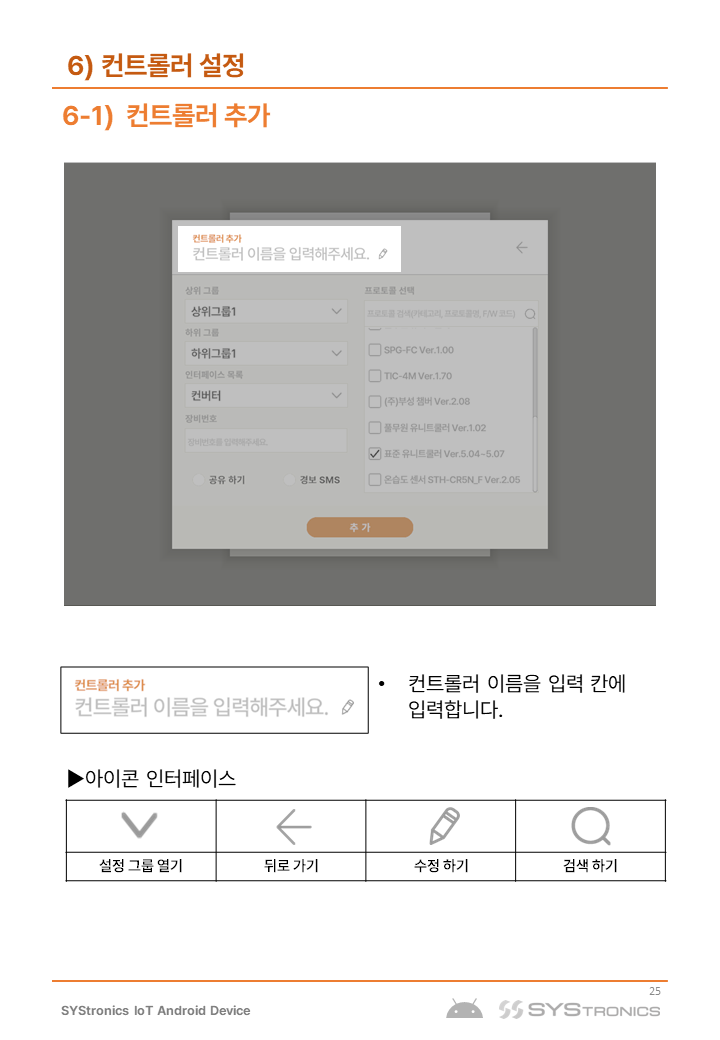 6) 컨트롤러 설정
6-1) 컨트롤러 추가
컨트롤러 추가
컨트롤러 이름을 입력해주세요.
상위 그룹
상위그룹1
하위 그룹
하위그룹1
인터페이스 목록
컨버터
장비번호
장비번호를 입력해주세요.
공유 하기
경보 SMS
프로토콜 선택
프로토콜 검색(카테고리, 프로토콜명, F/W 코드)
SPG-FC Ver.1.00
TIC-4M Ver.1.70
(주)부성 챔버 Ver.2.08
풀무원 유니트쿨러 Ver.1.02
표준 유니트쿨러 Ver.5.04~5.07
온습도 센서 STH-CR5N_F Ver.2.05
추 가
컨트롤러 추가
컨트롤러 이름을 입력해주세요.
• 컨트롤러 이름을 입력 칸에
입력합니다.
▶아이콘 인터페이스
설정 그룹 열기 뒤로 가기 수정 하기 검색 하기
25
SYStronics IoT Android Device
SYSTRONICS